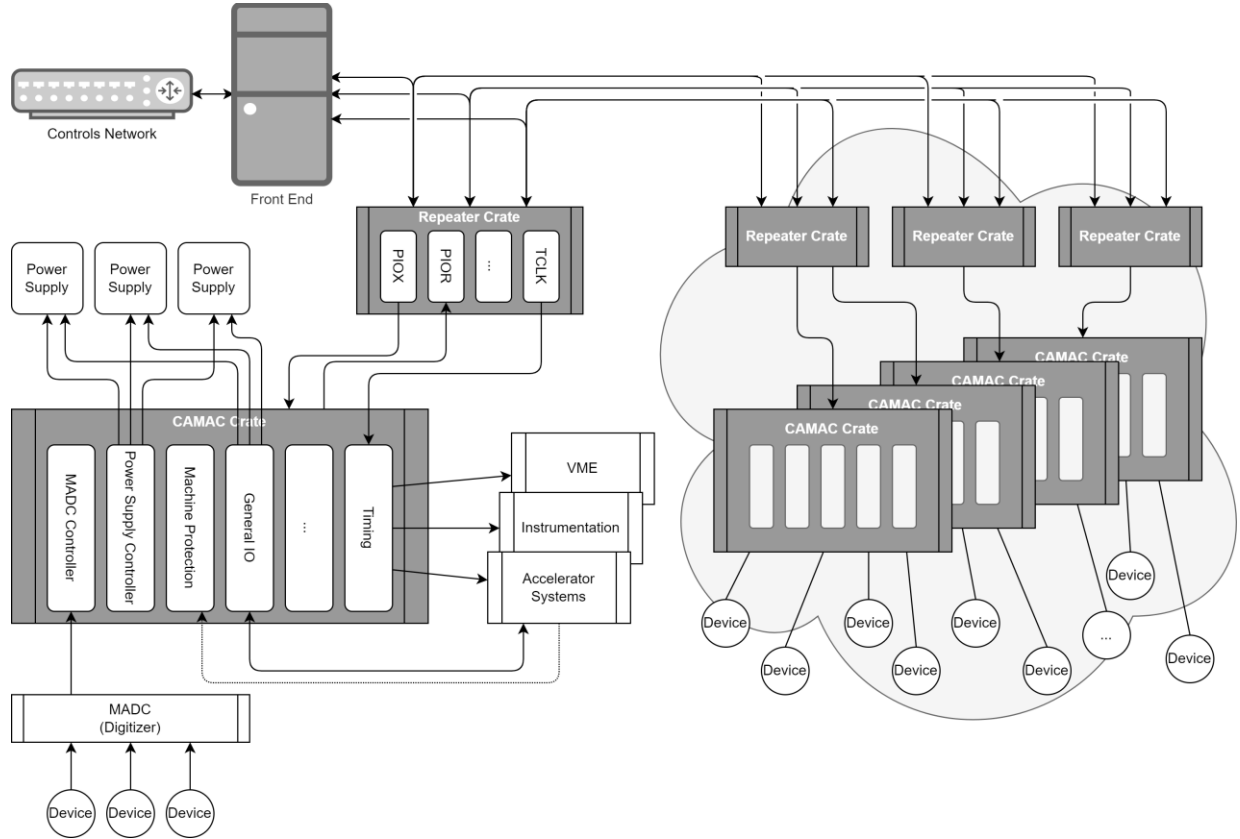 Controls Network
Front End
Repeater Crate
PIOX
PIOR
...
TCLK
Repeater Crate
Repeater Crate
Repeater Crate
Power
Supply
Power
Supply
Power
Supply
CAMAC Crate
MADC Controller
Power Supply Controller
Machine Protection
General IO
...
Timing
VME
Instrumentation
Accelerator
Systems
MADC
(Digitizer)
Device
Device
Device
CAMAC Crate
CAMAC Crate
CAMAC Crate
CAMAC Crate
Device
Device
Device
Device
Device
Device
Device
...
Device